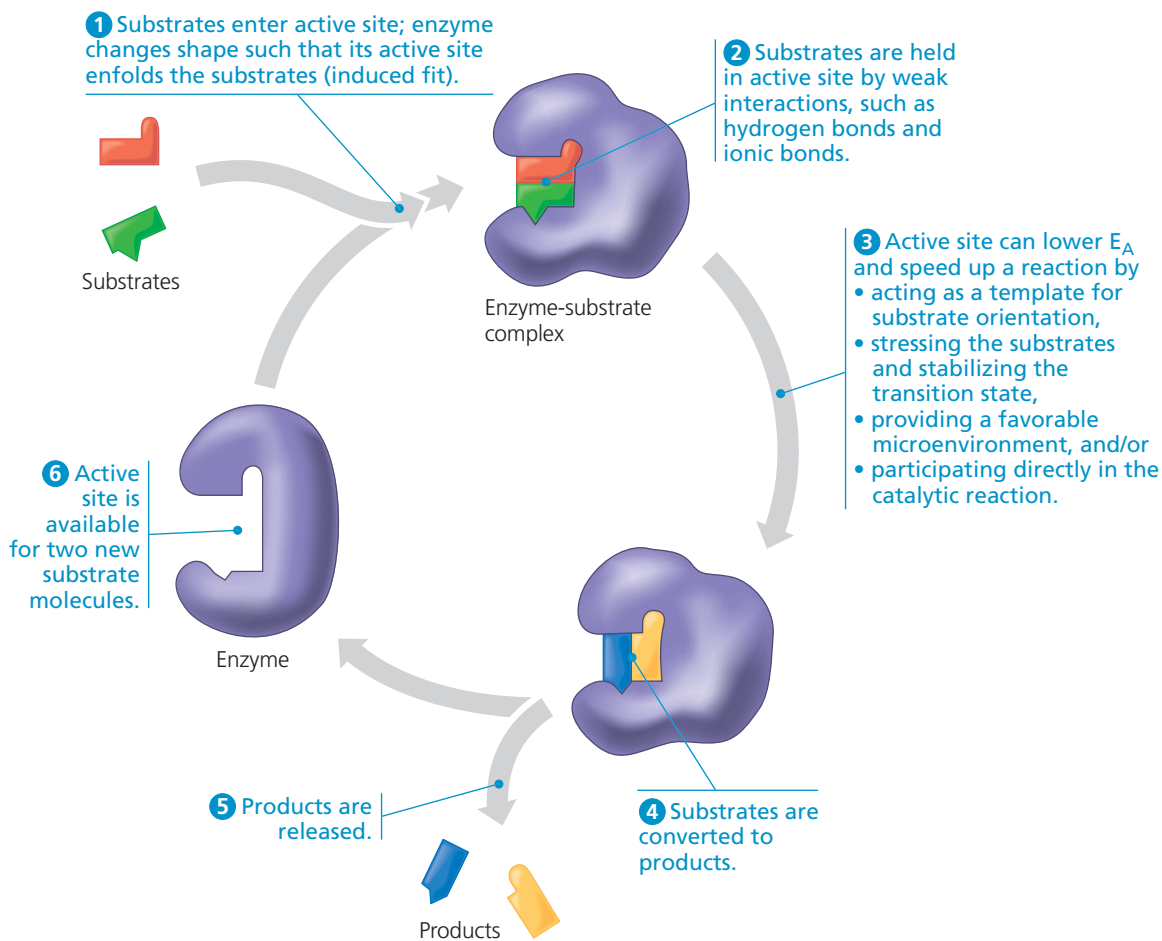 1 Substrates enter active site; enzyme
changes shape such that its active site
enfolds the substrates (induced fit).
2 Substrates are held
in active site by weak
interactions, such as
hydrogen bonds and
ionic bonds.
Substrates
Enzyme-substrate
complex
3 Active site can lower EA
and speed up a reaction by
• acting as a template for
substrate orientation,
• stressing the substrates
and stabilizing the
transition state,
• providing a favorable
microenvironment, and/or
• participating directly in the
catalytic reaction.
6 Active
site is
available
for two new
substrate
molecules.
Enzyme
5 Products are
released.
4 Substrates are
converted to
products.
Products